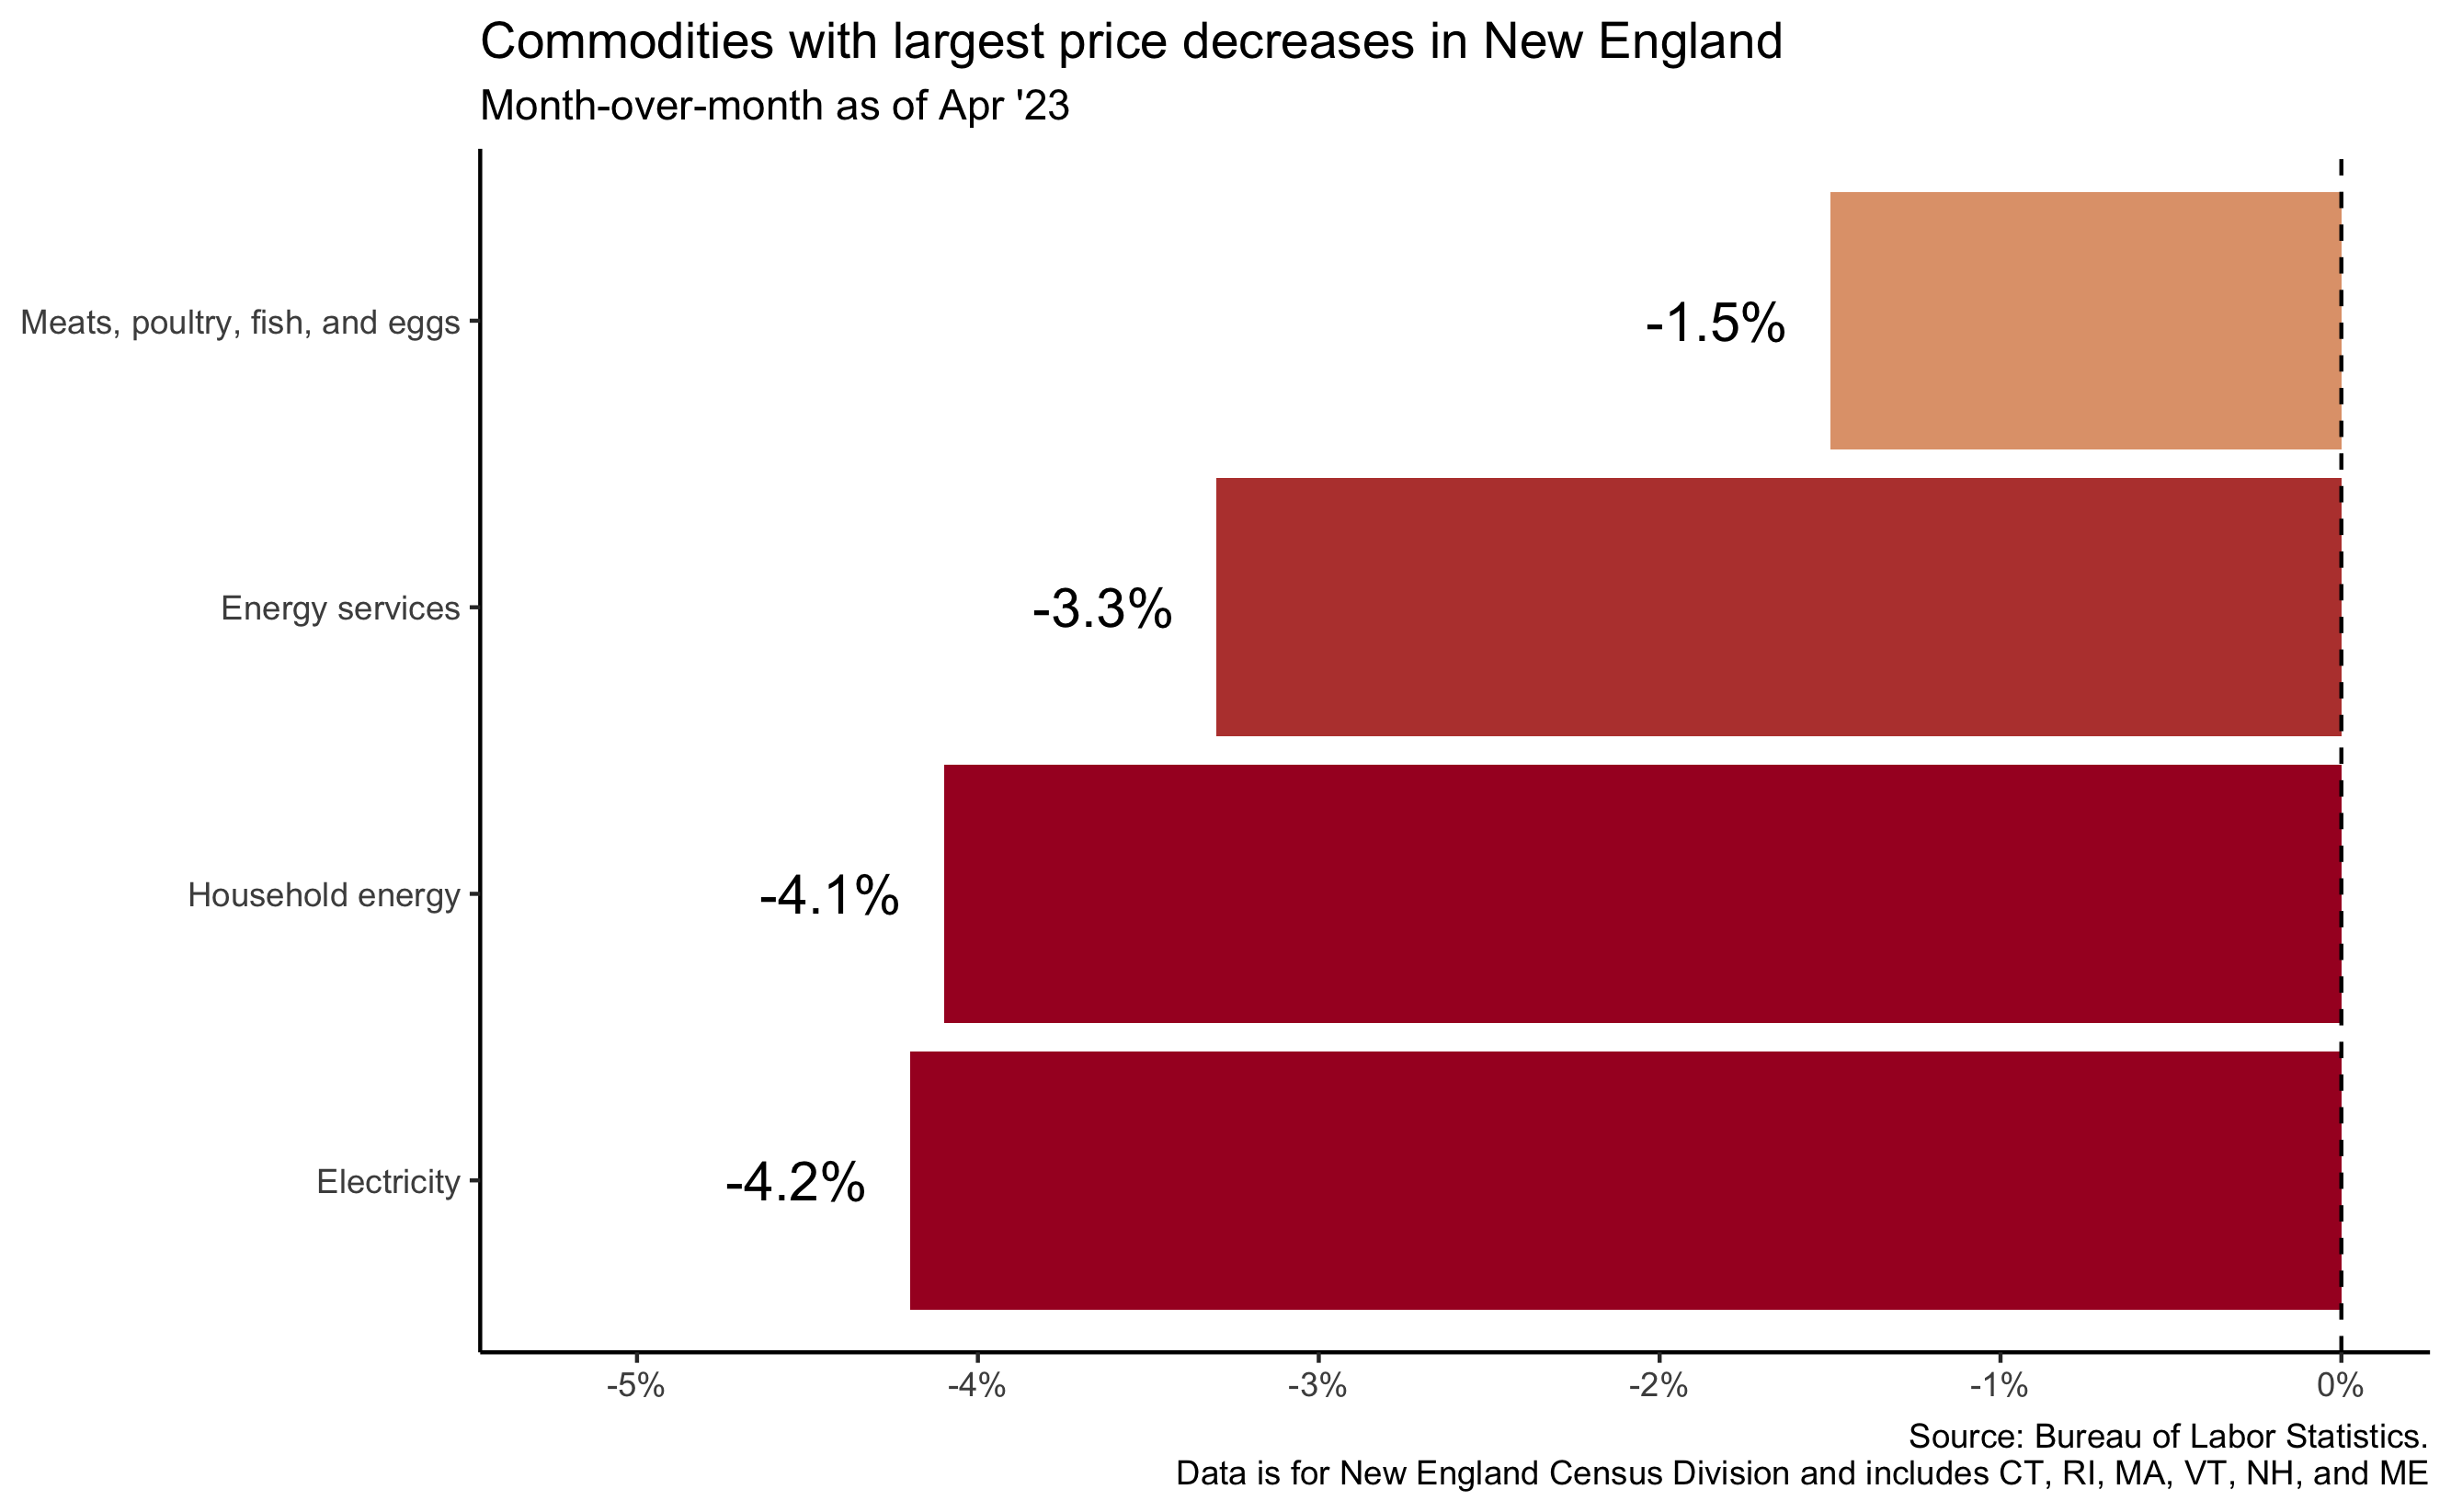 Commodities with largest price decreases in New England
Month-over-month as of Apr '23
Meats, poultry, fish, and eggs
-1.5%
Energy services
-3.3%
Household energy
-4.1%
Electricity
-4.2%
-5%
-4%
-3%
-2%
-1%
0%
Source: Bureau of Labor Statistics.
Data is for New England Census Division and includes CT, RI, MA, VT, NH, and ME